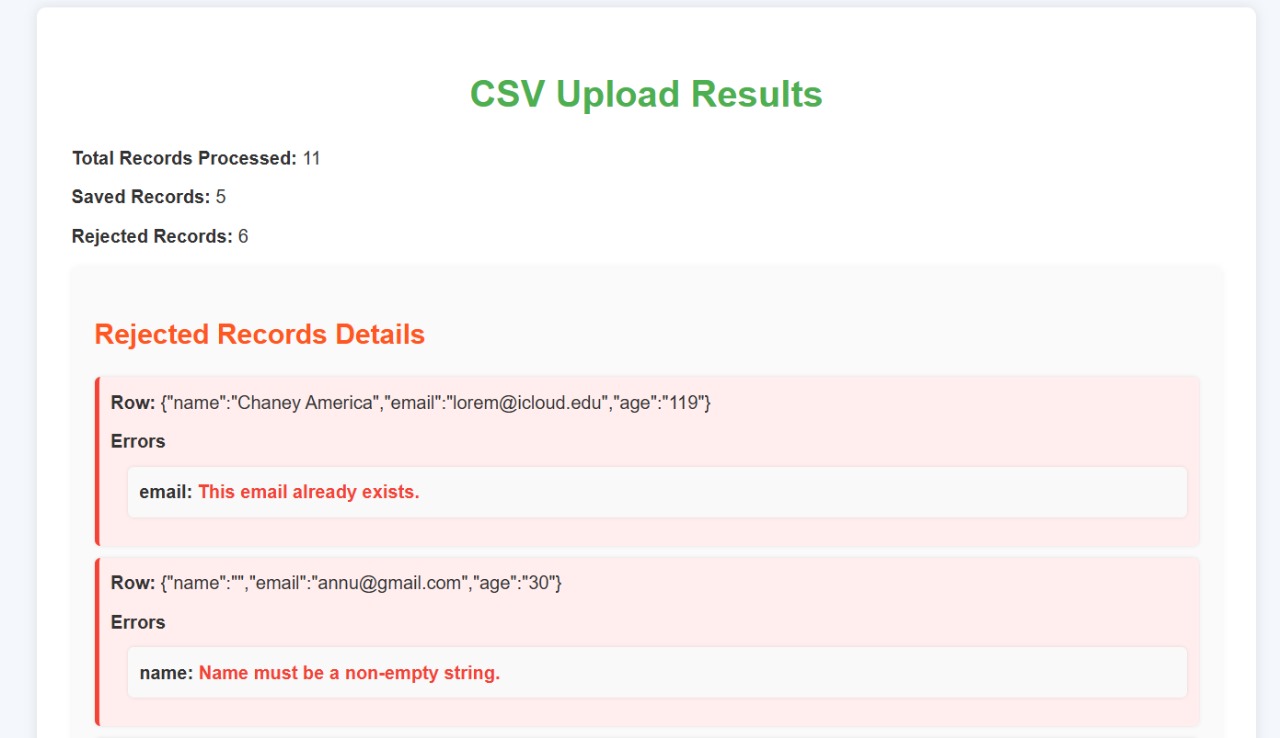 CSV Upload Results
Total Records Processed: 11
Saved Records: 5
Rejected Records: 6
Rejected Records Details
Row: {"name":"Chaney America","email":"lorem@icloud.edu","age":"119"}
Errors
email: This email already exists.
Row: {"name":"","email":"annu@gmail.com","age":"30"}
Errors
name: Name must be a non-empty string.